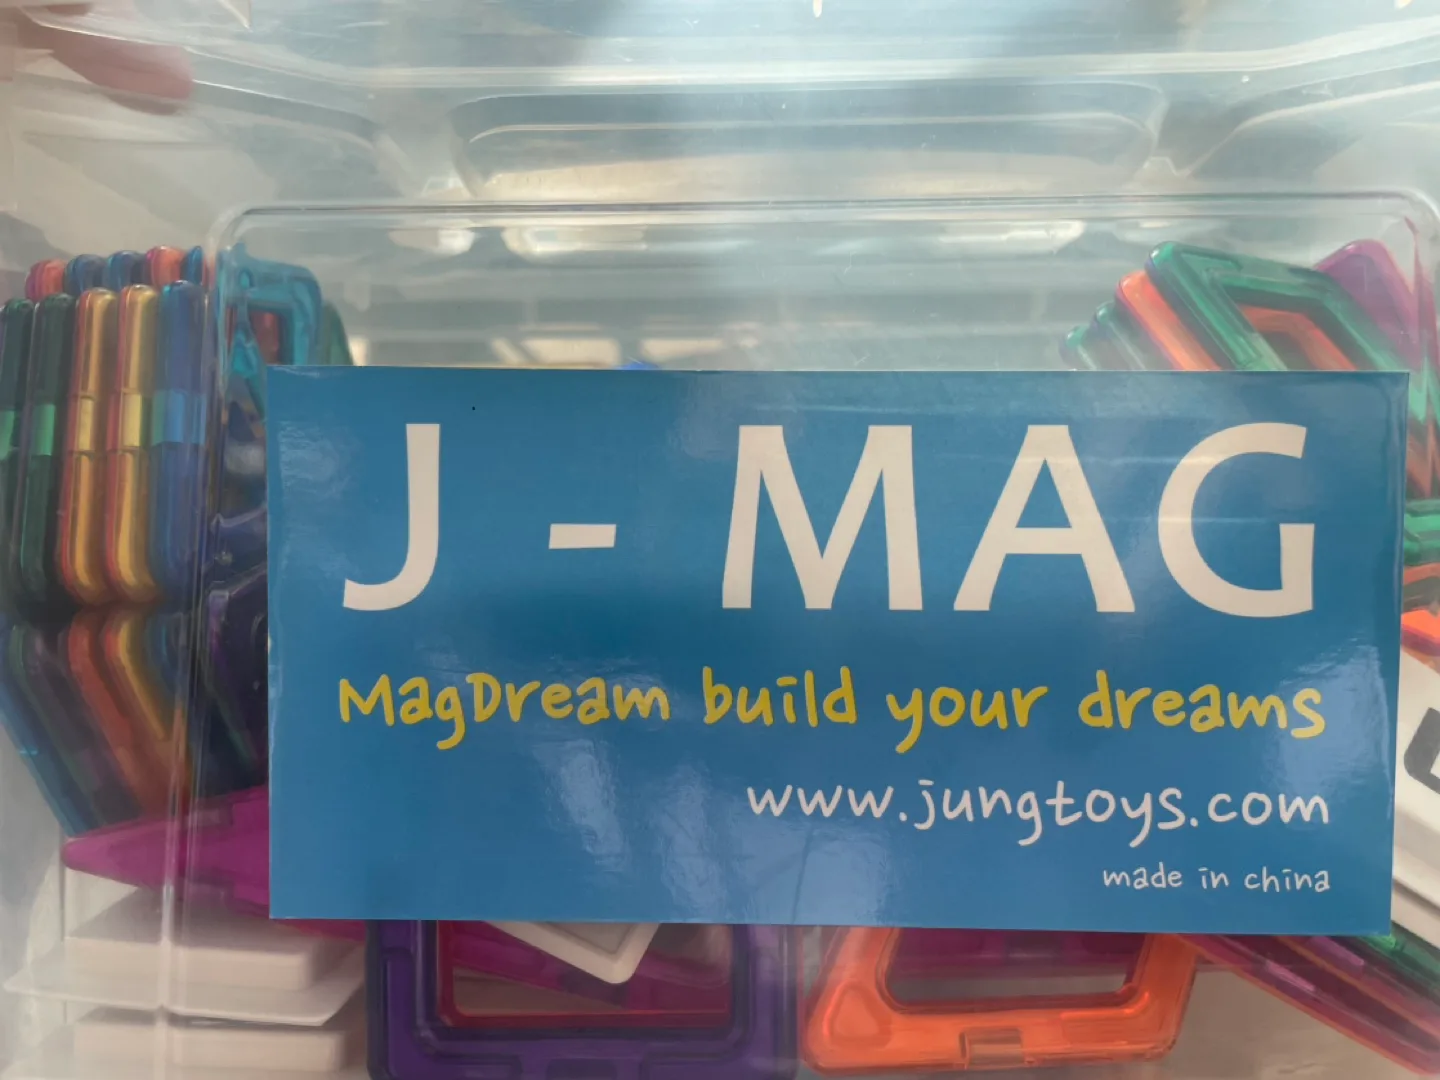 J - MAG
MagDream build your dreams
www.jungtoys.com
made in china